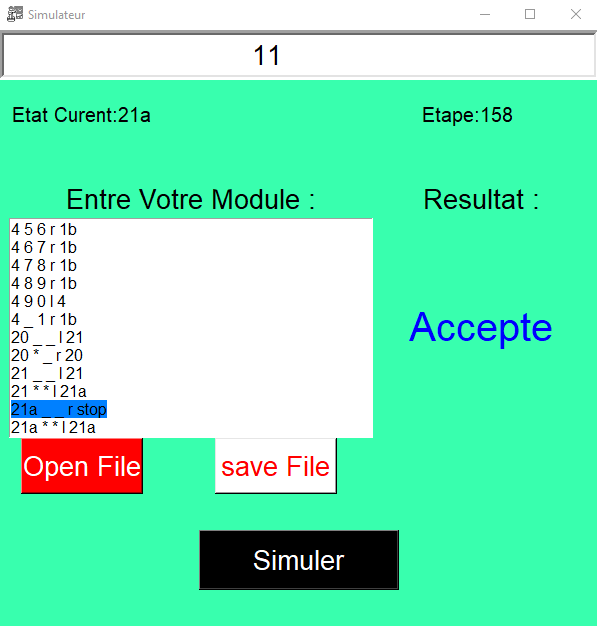 Simulateur
11
Etat Curent:21a
Etape:158
Entre Votre Module :
Resultat :
4 5 6 r 1b
4 6 7 r 1b
4 7 8 r 1b
4 8 9 r 1b
4 9 0 l 4
4 _ 1 r 1b
20 _ _ l 21
20 * _ r 20
21 _ _ l 21
21 * * l 21a
21a _ _ r stop
21a * * l 21a
Accepte
Open File
save File
Simuler